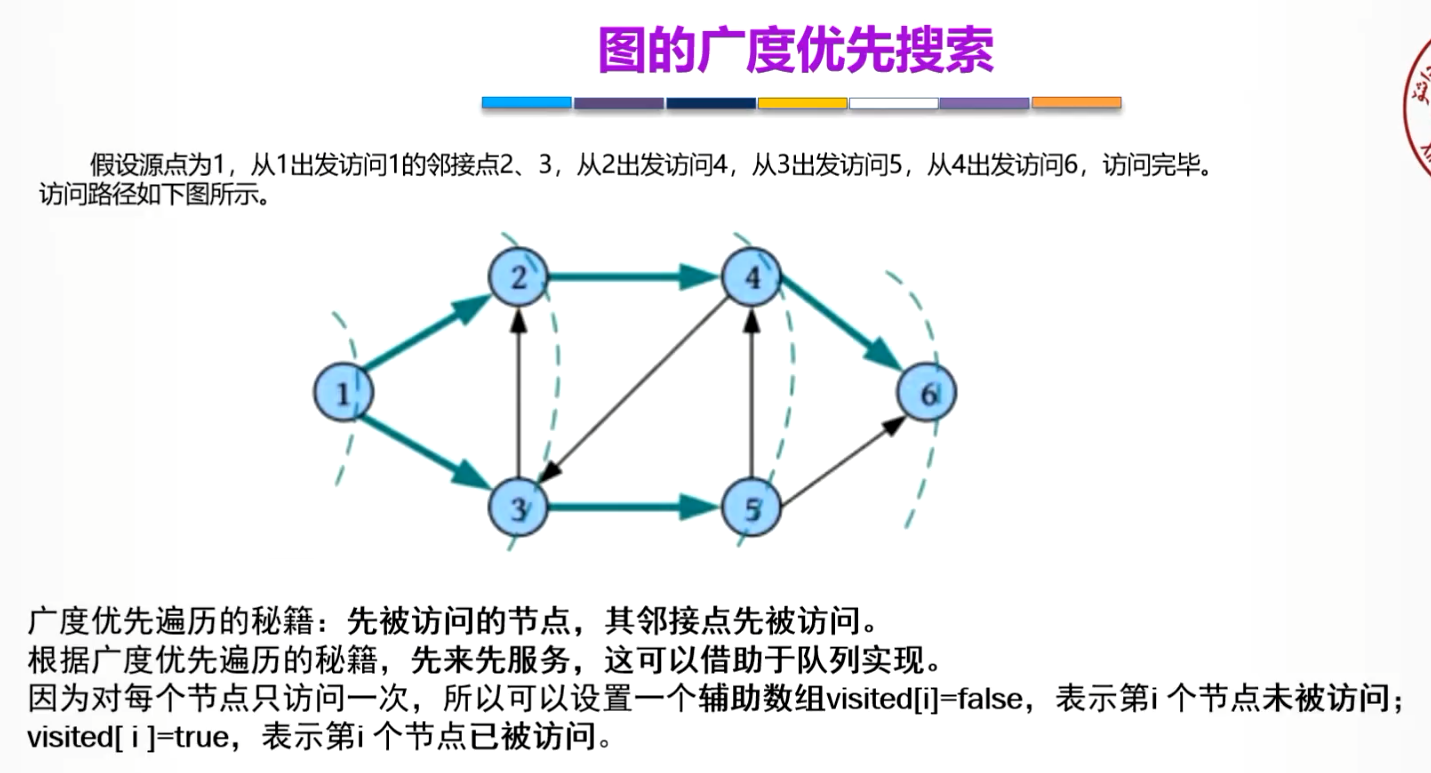 图的广度优先搜索
假设源点为1，从1出发访问1的邻接点2、3，从2出发访问4，从3出发访问5，从4出发访问6，访问完毕。
访问路径如下图所示。
2
4
1
6
3
5
广度优先遍历的秘籍：先被访问的节点，其邻接点先被访问。
根据广度优先遍历的秘籍，先来先服务，这可以借助于队列实现。
因为对每个节点只访问一次，所以可以设置一个辅助数组visited[i]=false，表示第i 个节点未被访问；
visited[ i ]=true，表示第i 个节点已被访问。